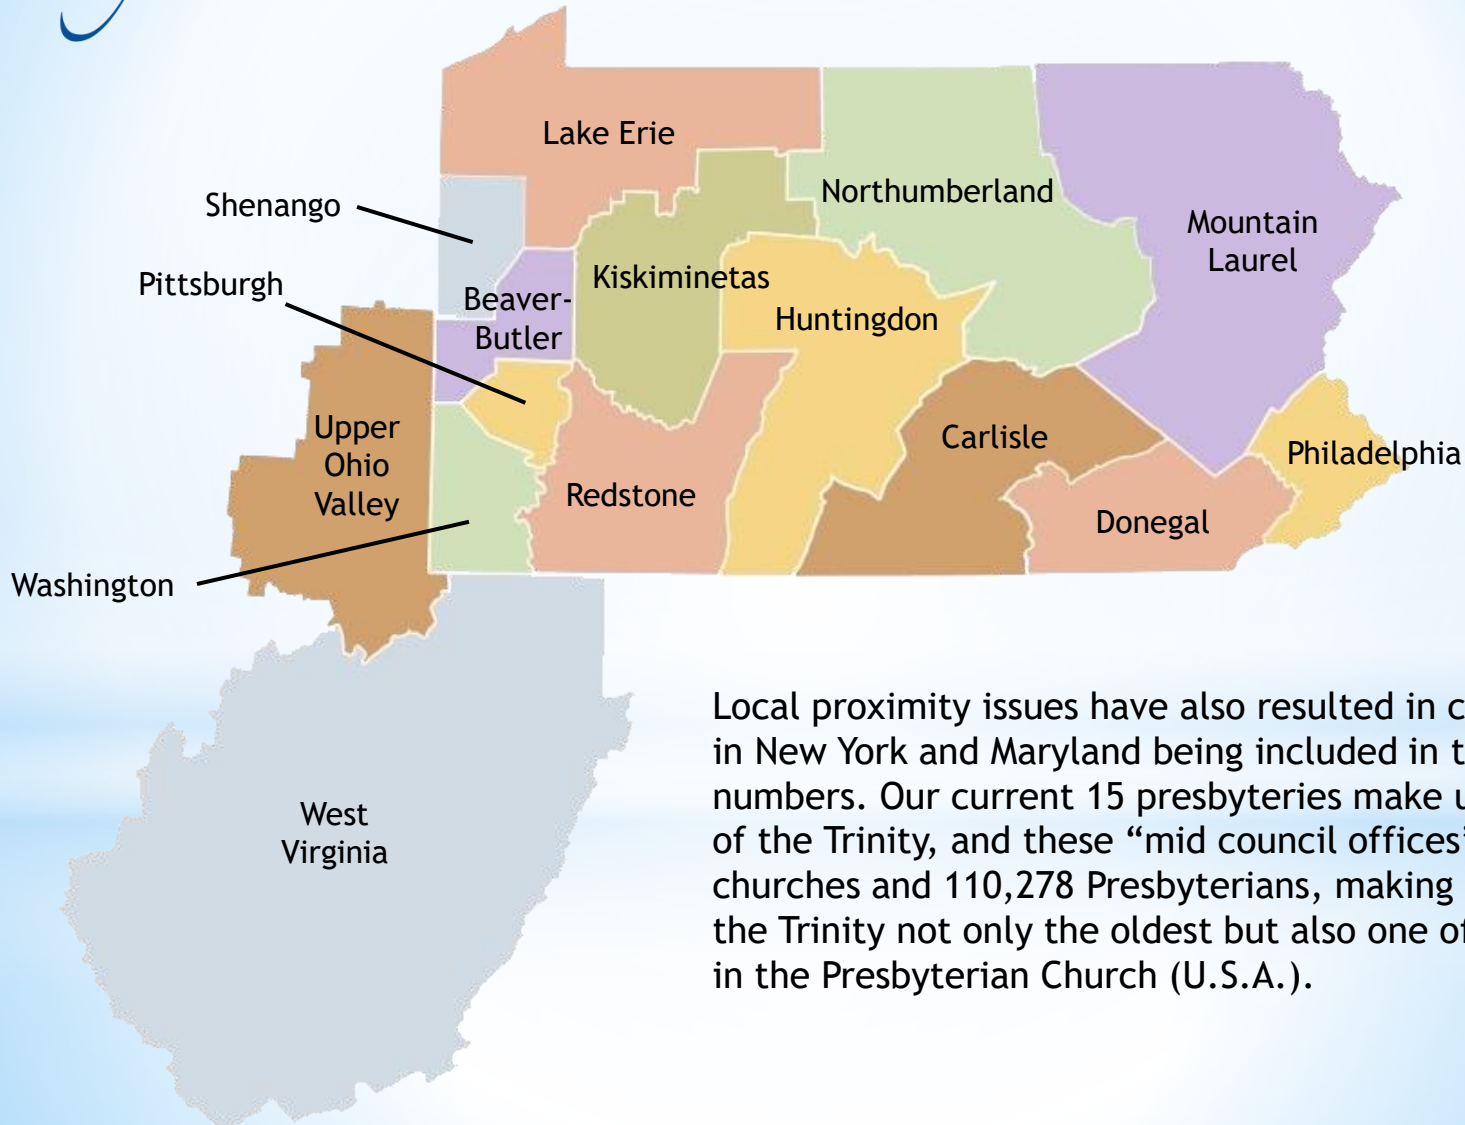 Lake Erie
Shenango
Northumberland
Mountain
Laurel
Pittsburgh
Kiskiminetas
Beaver-
Butler
Huntingdon
Upper
Ohio
Valley
Carlisle
Philadelphia
Redstone
Donegal
Washington
West
Virginia
Local proximity issues have also resulted in
in New York and Maryland being included in
numbers. Our current 15 presbyteries make
of the Trinity, and these “mid council offices”
churches and 110,278 Presbyterians, making
the Trinity not only the oldest but also one of
in the Presbyterian Church (U.S.A.).